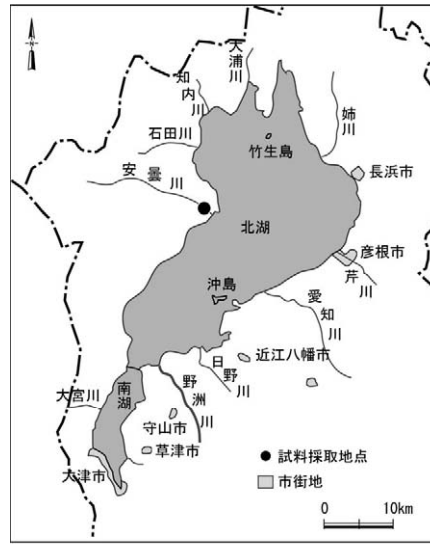 大浦川
知内川
姉川
石田川
竹生島
安曇川
長浜市
北湖
彦根市
芹川
沖島
愛知川
近江八幡市
日野川
大宮川
南湖
野洲川
守山市
草津市
大津市
試料採取地点
市街地
0 10km